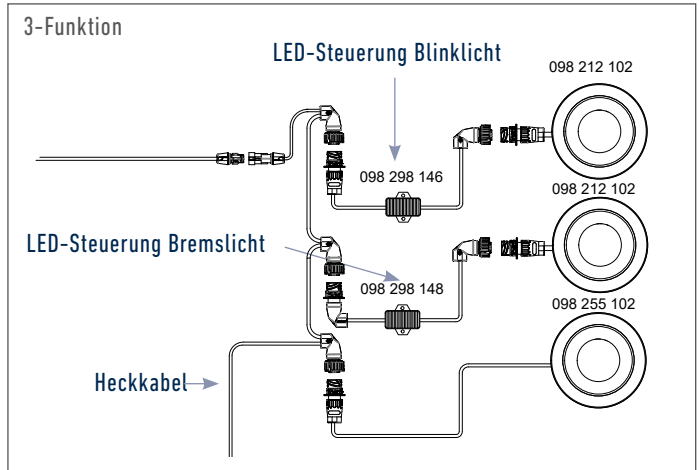 3-Funktion
LED-Steuerung Blinklicht
098 212 102
098 298 146
098 212 102
LED-Steuerung Bremslicht
098 298 148
098 255 102
Heckkabel